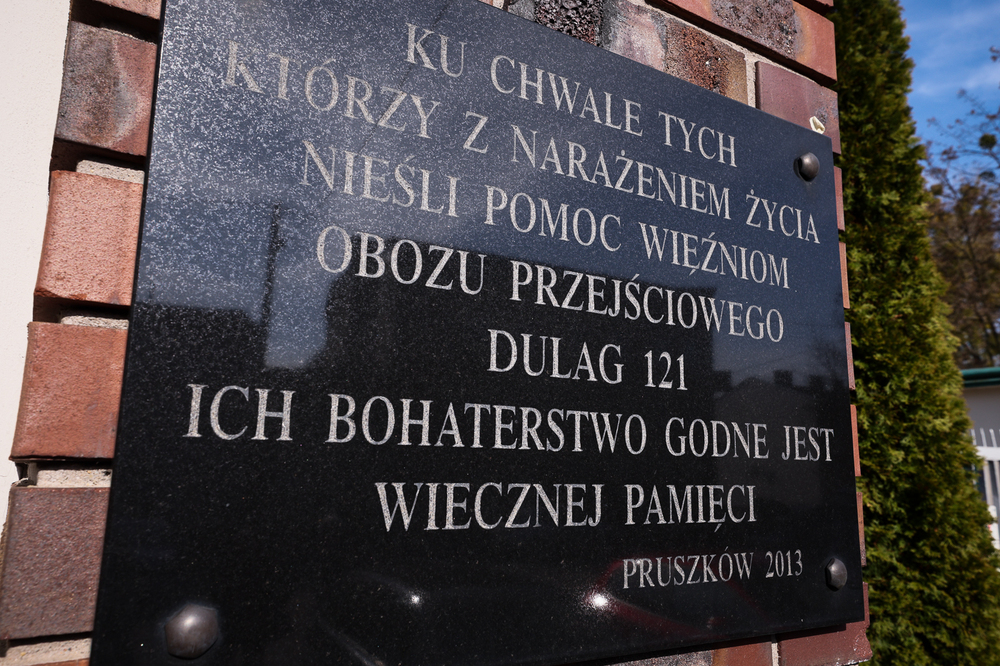 KU CHWALE TYCH
KTÓRZY Z NARAŻENIEM ŻYCIA
NIEŚLI POMOC WIĘŹNIOM
OBOZU PRZEJŚCIOWEGO
DULAG 121
ICH BOHATERSTWO GODNE JEST
WIECZNEJ PAMIĘCI
PRUSZKÓW 2013